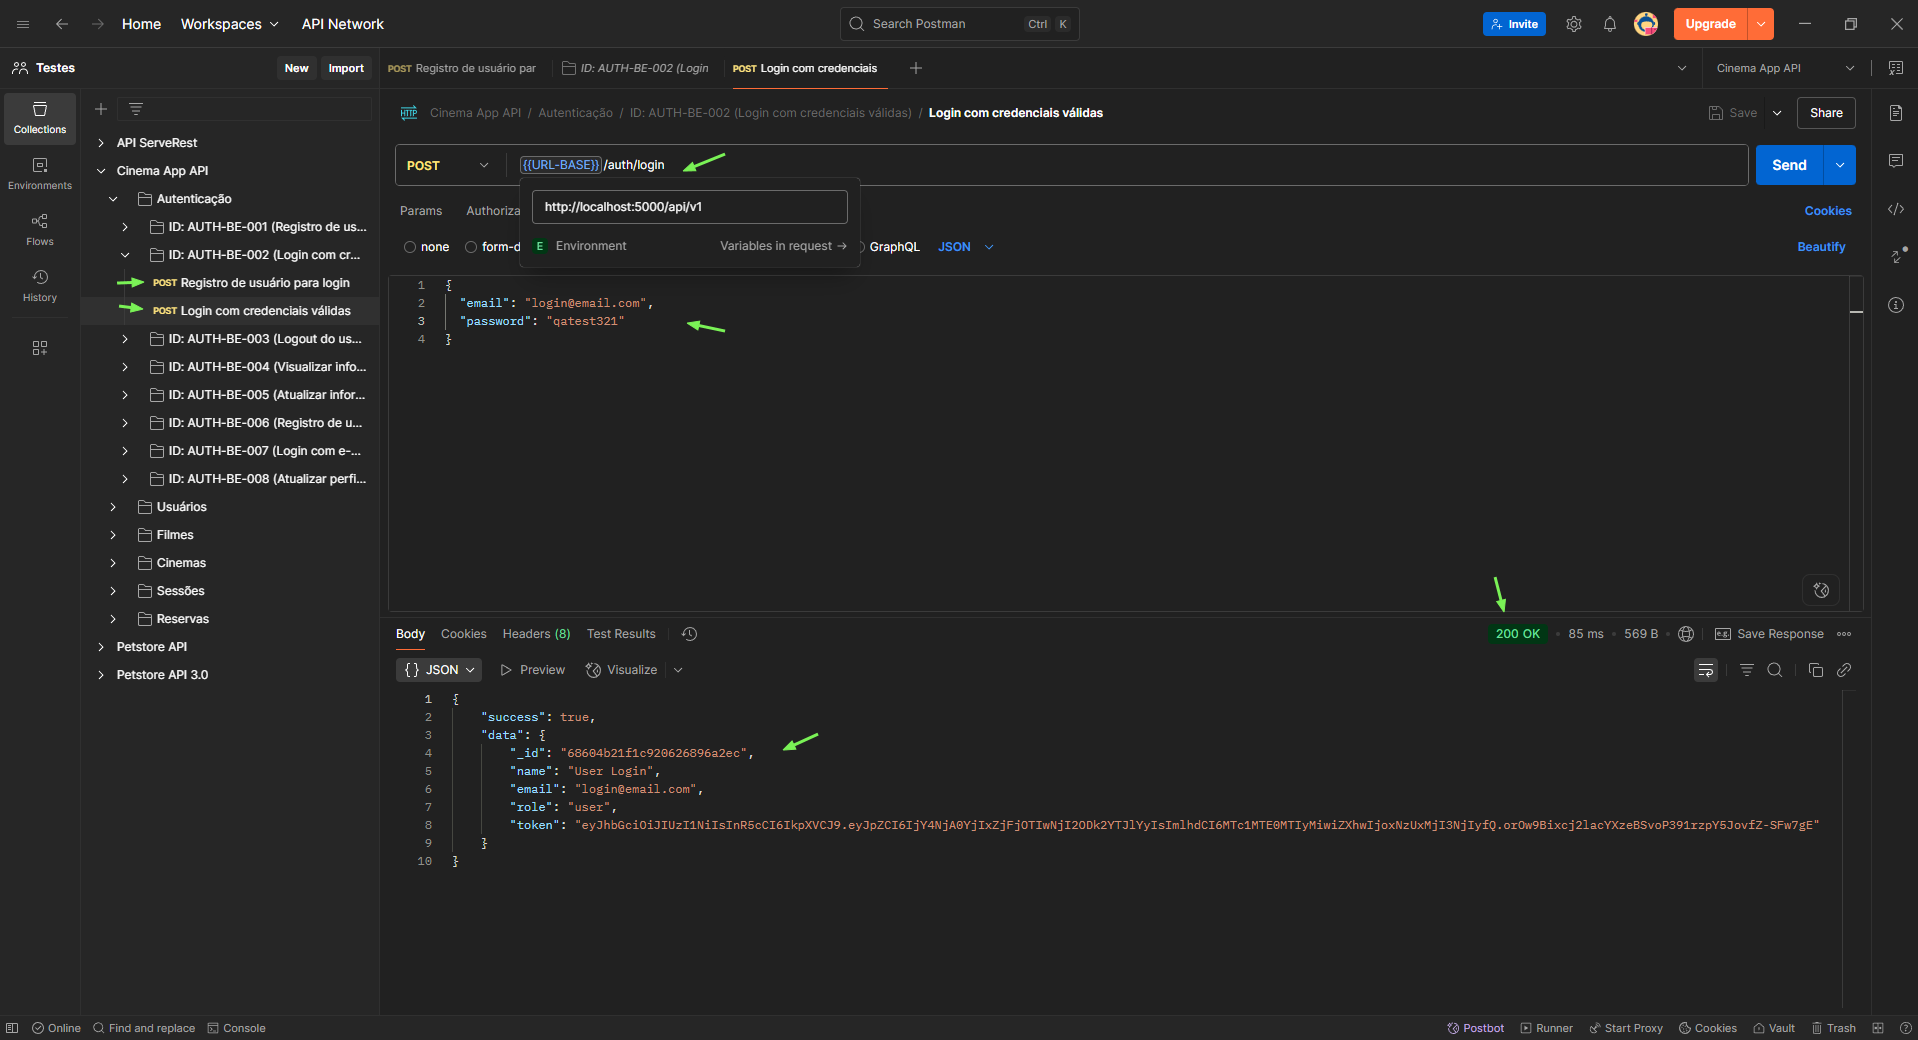 Home Workspaces API Network Search Postman Ctrl K Invite Upgrade
Testes New Import
POST Registro de usuário par ID: AUTH-BE-002 (Login POST Login com credenciais Cinema App API
Collections
Environments
Flows
History
API ServeRest
Cinema App API
Autenticação
ID: AUTH-BE-001 (Registro de us...
ID: AUTH-BE-002 (Login com cr...
POST Registro de usuário para login
POST Login com credenciais válidas
ID: AUTH-BE-003 (Logout do us...
ID: AUTH-BE-004 (Visualizar info...
ID: AUTH-BE-005 (Atualizar infor...
ID: AUTH-BE-006 (Registro de u...
ID: AUTH-BE-007 (Login com e-...
ID: AUTH-BE-008 (Atualizar perfi...
Usuários
Filmes
Cinemas
Sessões
Reservas
Petstore API
Petstore API 3.0
HTTP Cinema App API / Autenticação / ID: AUTH-BE-002 (Login com credenciais válidas) / Login com credenciais válidas Save Share
POST {{URL-BASE}}/auth/login Send
Params Authoriza http://localhost:5000/api/v1 Cookies
none form-d E Environment Variables in request → GraphQL JSON Beautify
1 {
2 "email": "login@email.com",
3 "password": "qatest321"
4 }
Body Cookies Headers (8) Test Results 200 OK • 85 ms • 569 B e.g. Save Response
{} JSON Preview Visualize
1 {
2 "success": true,
3 "data": {
4 "_id": "68604b21f1c920626896a2ec",
5 "name": "User Login",
6 "email": "login@email.com",
7 "role": "user",
8 "token": "eyJhbGciOiJIUzI1NiIsInR5cCI6IkpXVCJ9.eyJpZCI6IjY4NjA0YjIxZjFjOTIwNjI2ODk2YTJlYyIsImlhdCI6MTc1MTE0MTIyMiwiZXhwIjoxNzUxMjI3NjIyfQ.orOw9Bixcj2lacYXzeBSvoP391rzpY5JovfZ-SFw7gE"
9 }
10 }
Online Find and replace Console Postbot Runner Start Proxy Cookies Vault Trash